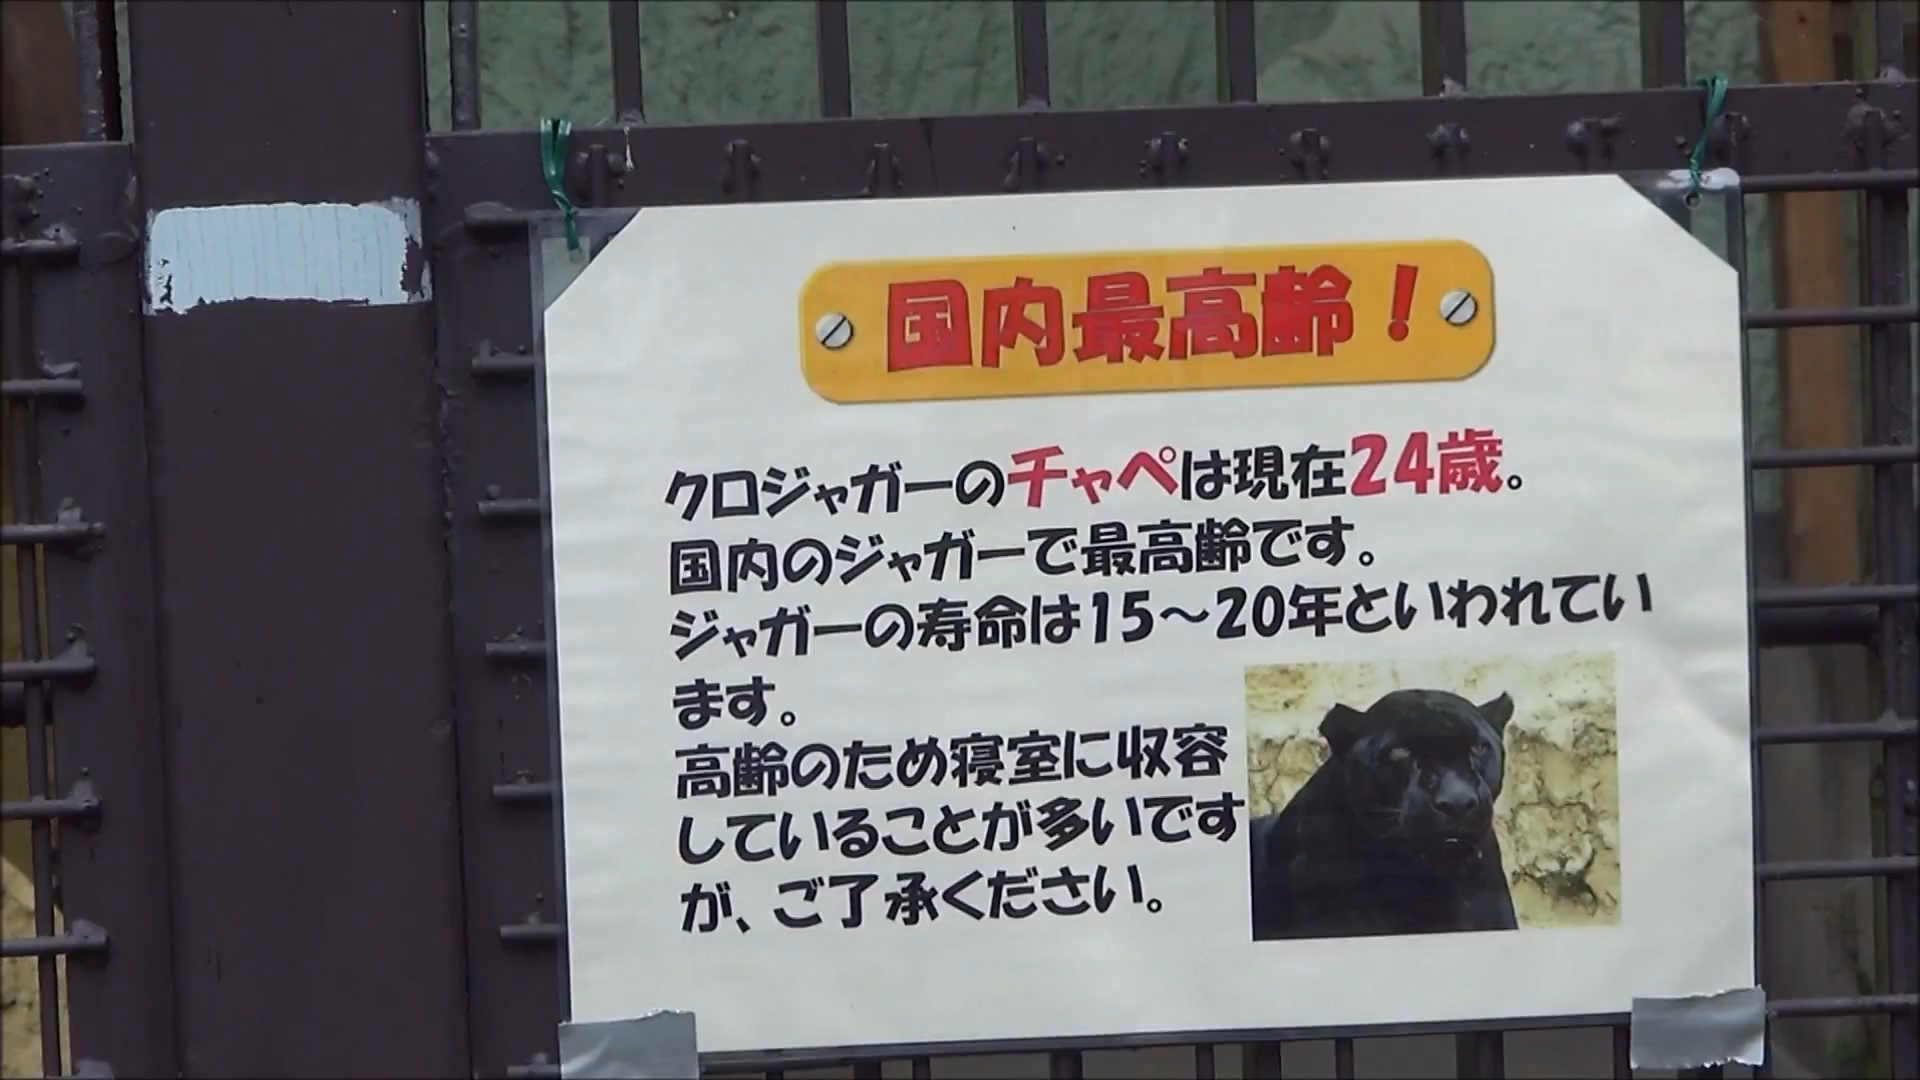 国内最高齢！
クロジャガーのチャペは現在24歳。
国内のジャガーで最高齢です。
ジャガーの寿命は15～20年といわれてい
ます。
高齢のため寝室に収容
していることが多いです
が、ご了承ください。